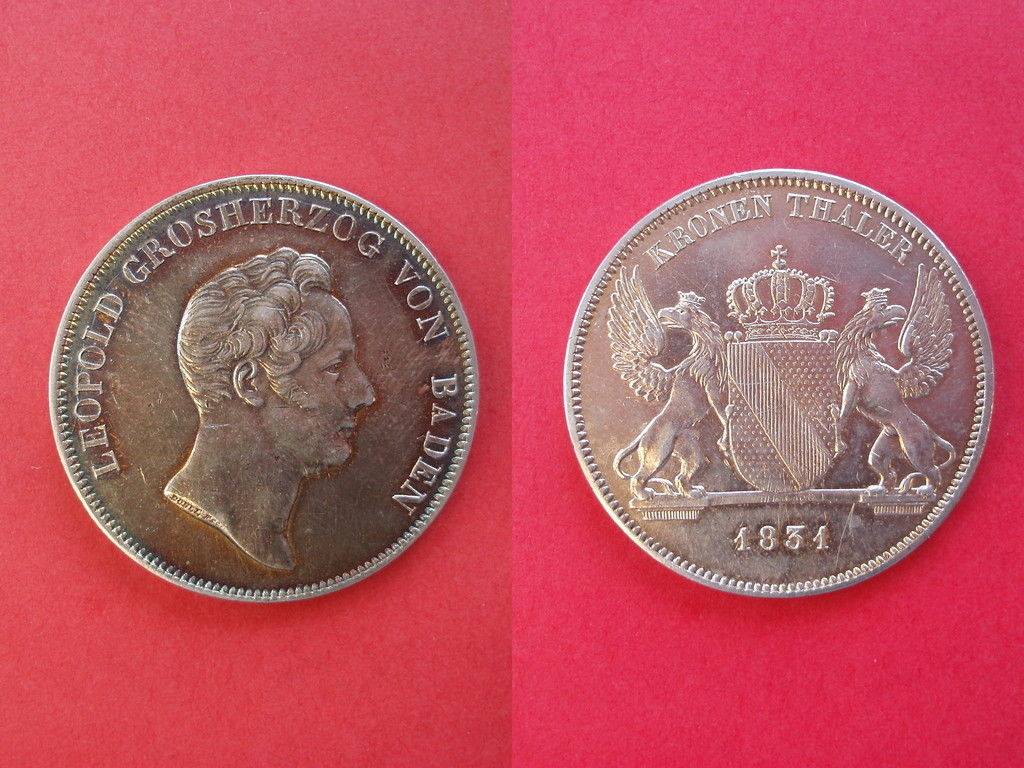 LEOPOLD GROSHERZOG VON BADEN
KRONEN THALER
1831